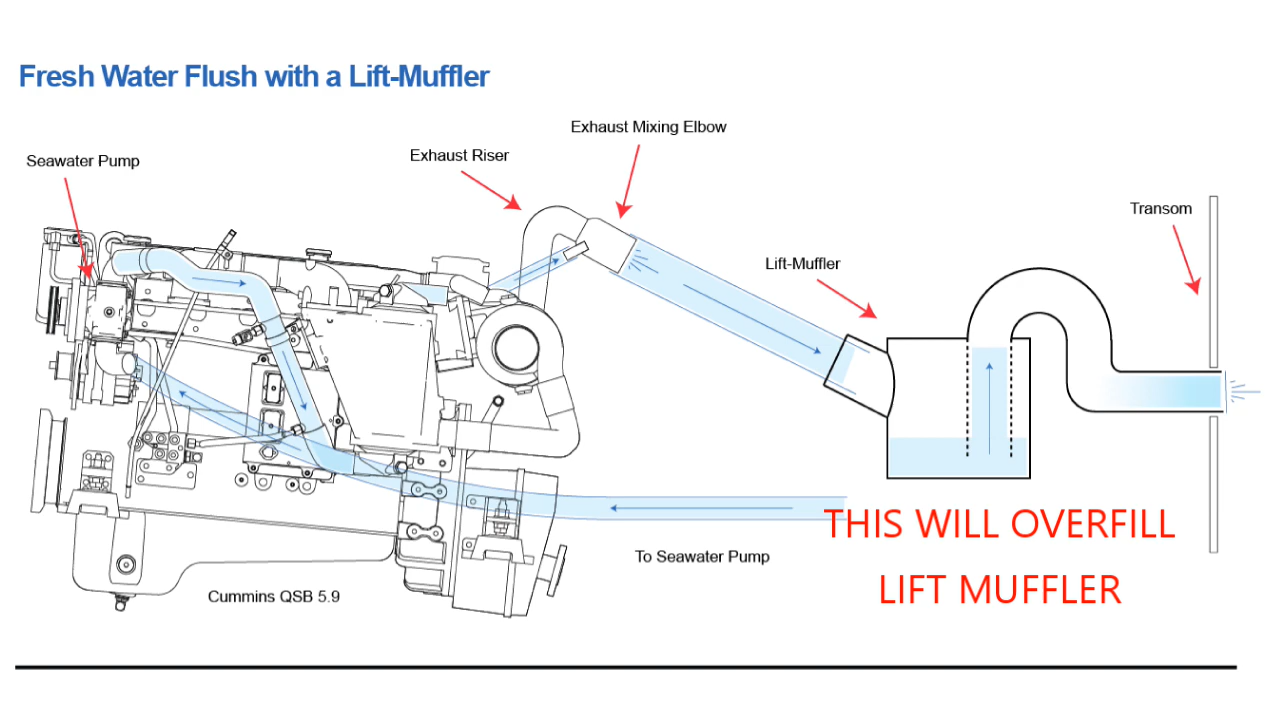 Fresh Water Flush with a Lift-Muffler
Exhaust Mixing Elbow
Exhaust Riser
Seawater Pump
Transom
Lift-Muffler
THIS WILL OVERFILL
LIFT MUFFLER
To Seawater Pump
Cummins QSB 5.9